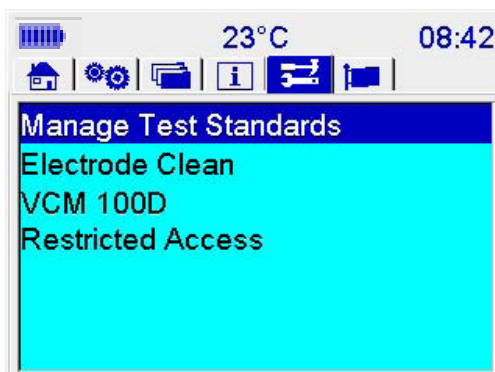 23°C 08:42
i
Manage Test Standards
Electrode Clean
VCM 100D
Restricted Access